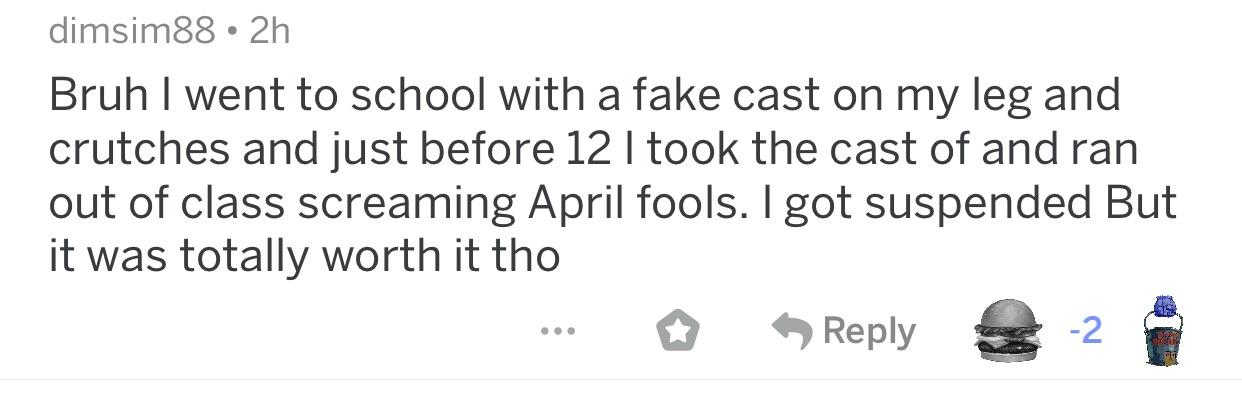 dimsim88 • 2h
Bruh I went to school with a fake cast on my leg and
crutches and just before 12 I took the cast of and ran
out of class screaming April fools. I got suspended But
it was totally worth it tho
Reply
-2